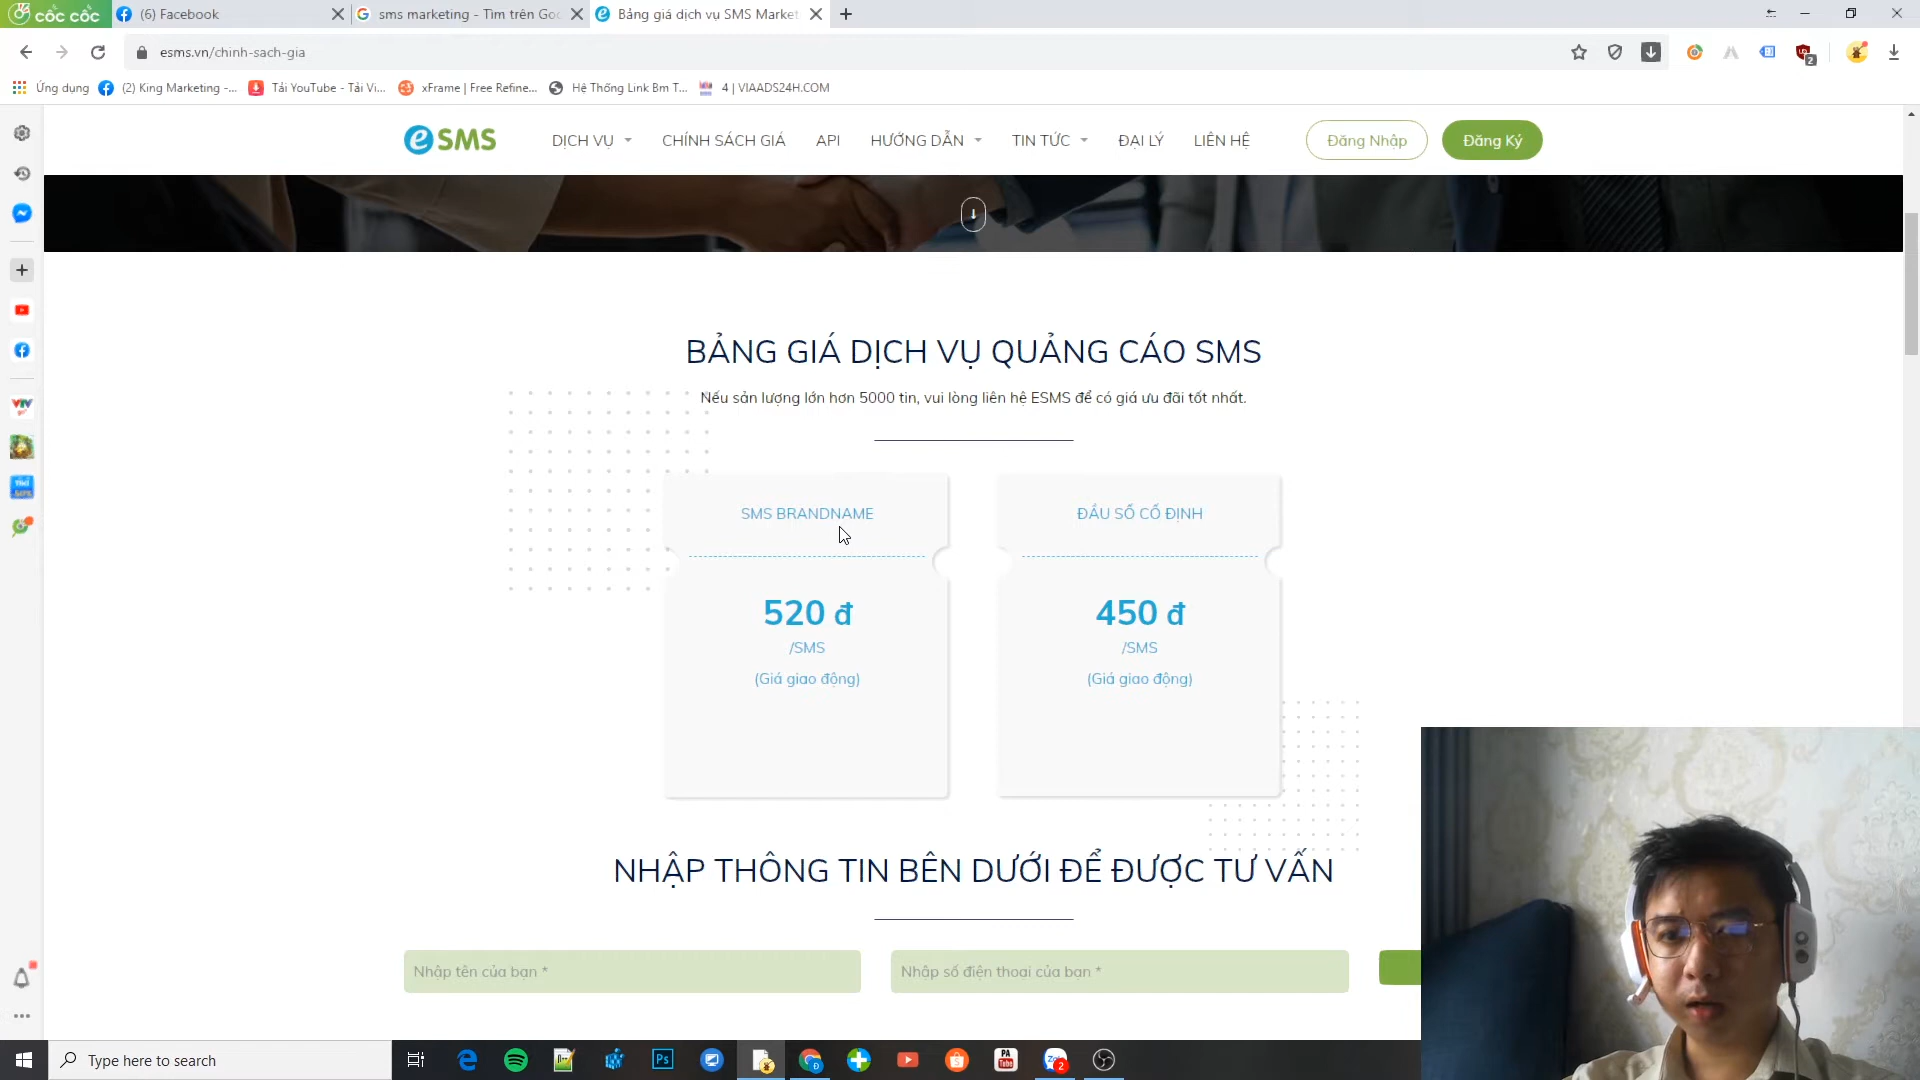 cốc cốc
(6) Facebook
sms marketing - Tìm trên Goo
Bảng giá dịch vụ SMS Market
esms.vn/chinh-sach-gia
2
Ứng dụng
(2) King Marketing -...
Tải YouTube - Tải Vi...
xFrame | Free Refine...
Hệ Thống Link Bm T...
4 | VIAADS24H.COM
eSMS
DỊCH VỤ
CHÍNH SÁCH GIÁ
API
HƯỚNG DẪN
TIN TỨC
ĐẠI LÝ
LIÊN HỆ
Đăng Nhập
Đăng Ký
BẢNG GIÁ DỊCH VỤ QUẢNG CÁO SMS
Nếu sản lượng lớn hơn 5000 tin, vui lòng liên hệ ESMS để có giá ưu đãi tốt nhất.
SMS BRANDNAME
520 đ
/SMS
(Giá giao động)
ĐẦU SỐ CỐ ĐỊNH
450 đ
/SMS
(Giá giao động)
NHẬP THÔNG TIN BÊN DƯỚI ĐỂ ĐƯỢC TƯ VẤN
Nhập tên của bạn *
Nhập số điện thoại của bạn *
Type here to search
Ps
PA
Tube
Zalo
2